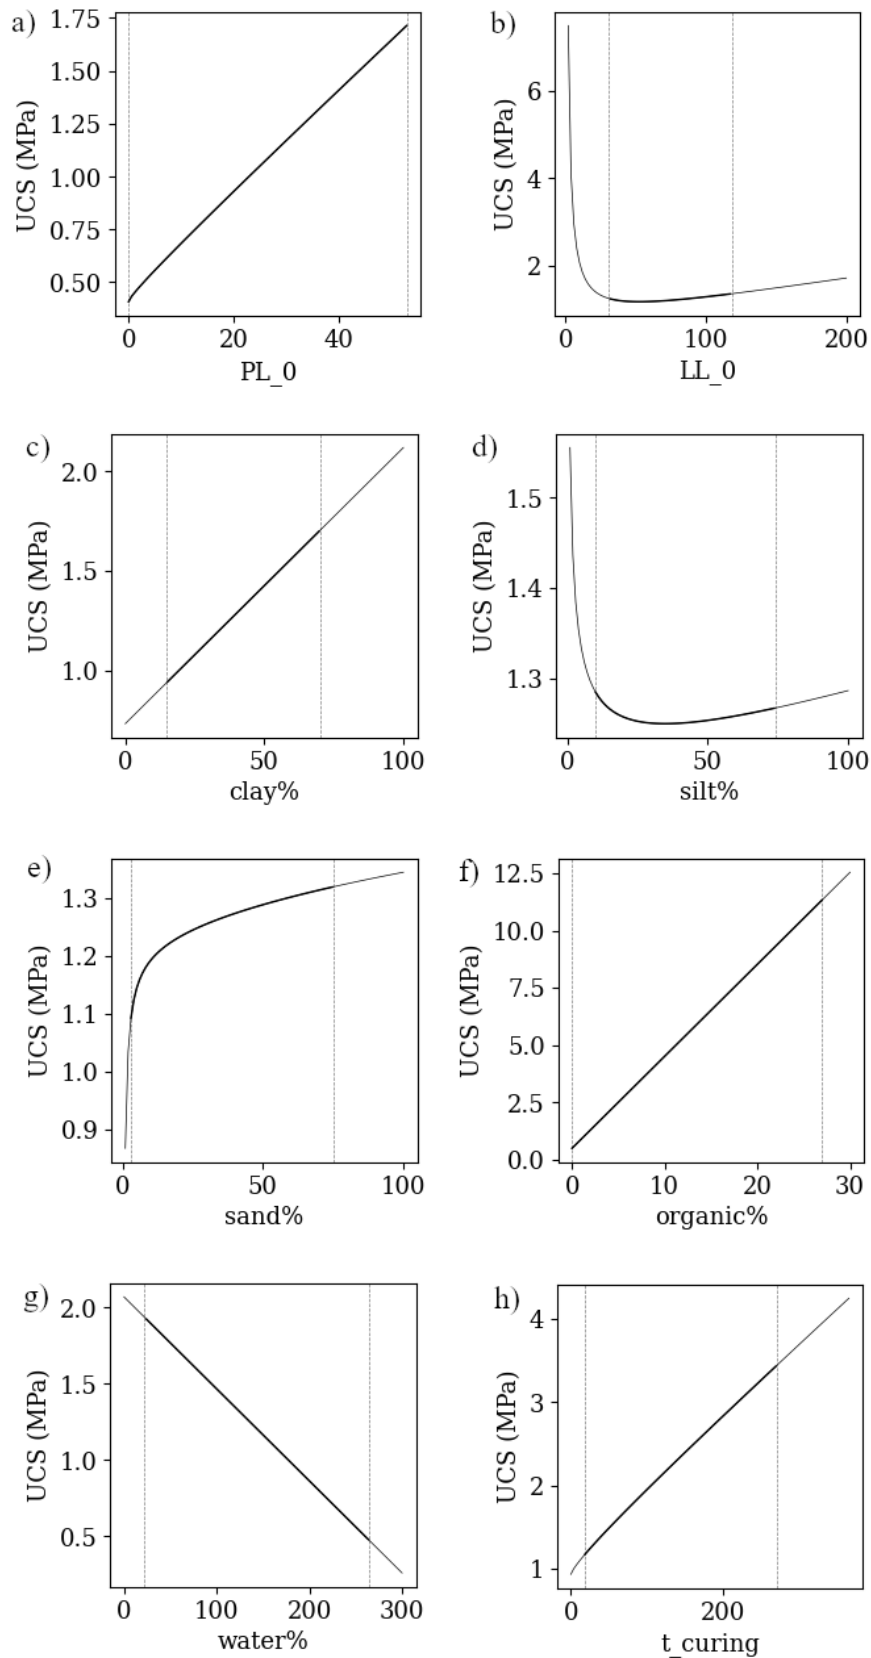 a)
1.75
1.50
1.25
1.00
0.75
0.50
UCS (MPa)
0 20 40
PL_0
b)
6
4
2
UCS (MPa)
0 100 200
LL_0
c)
2.0
1.5
1.0
UCS (MPa)
0 50 100
clay%
d)
1.5
1.4
1.3
UCS (MPa)
0 50 100
silt%
e)
1.3
1.2
1.1
1.0
0.9
UCS (MPa)
0 50 100
sand%
f)
12.5
10.0
7.5
5.0
2.5
0.0
UCS (MPa)
0 10 20 30
organic%
g)
2.0
1.5
1.0
0.5
UCS (MPa)
0 100 200 300
water%
h)
4
3
2
1
UCS (MPa)
0 200
t_curing